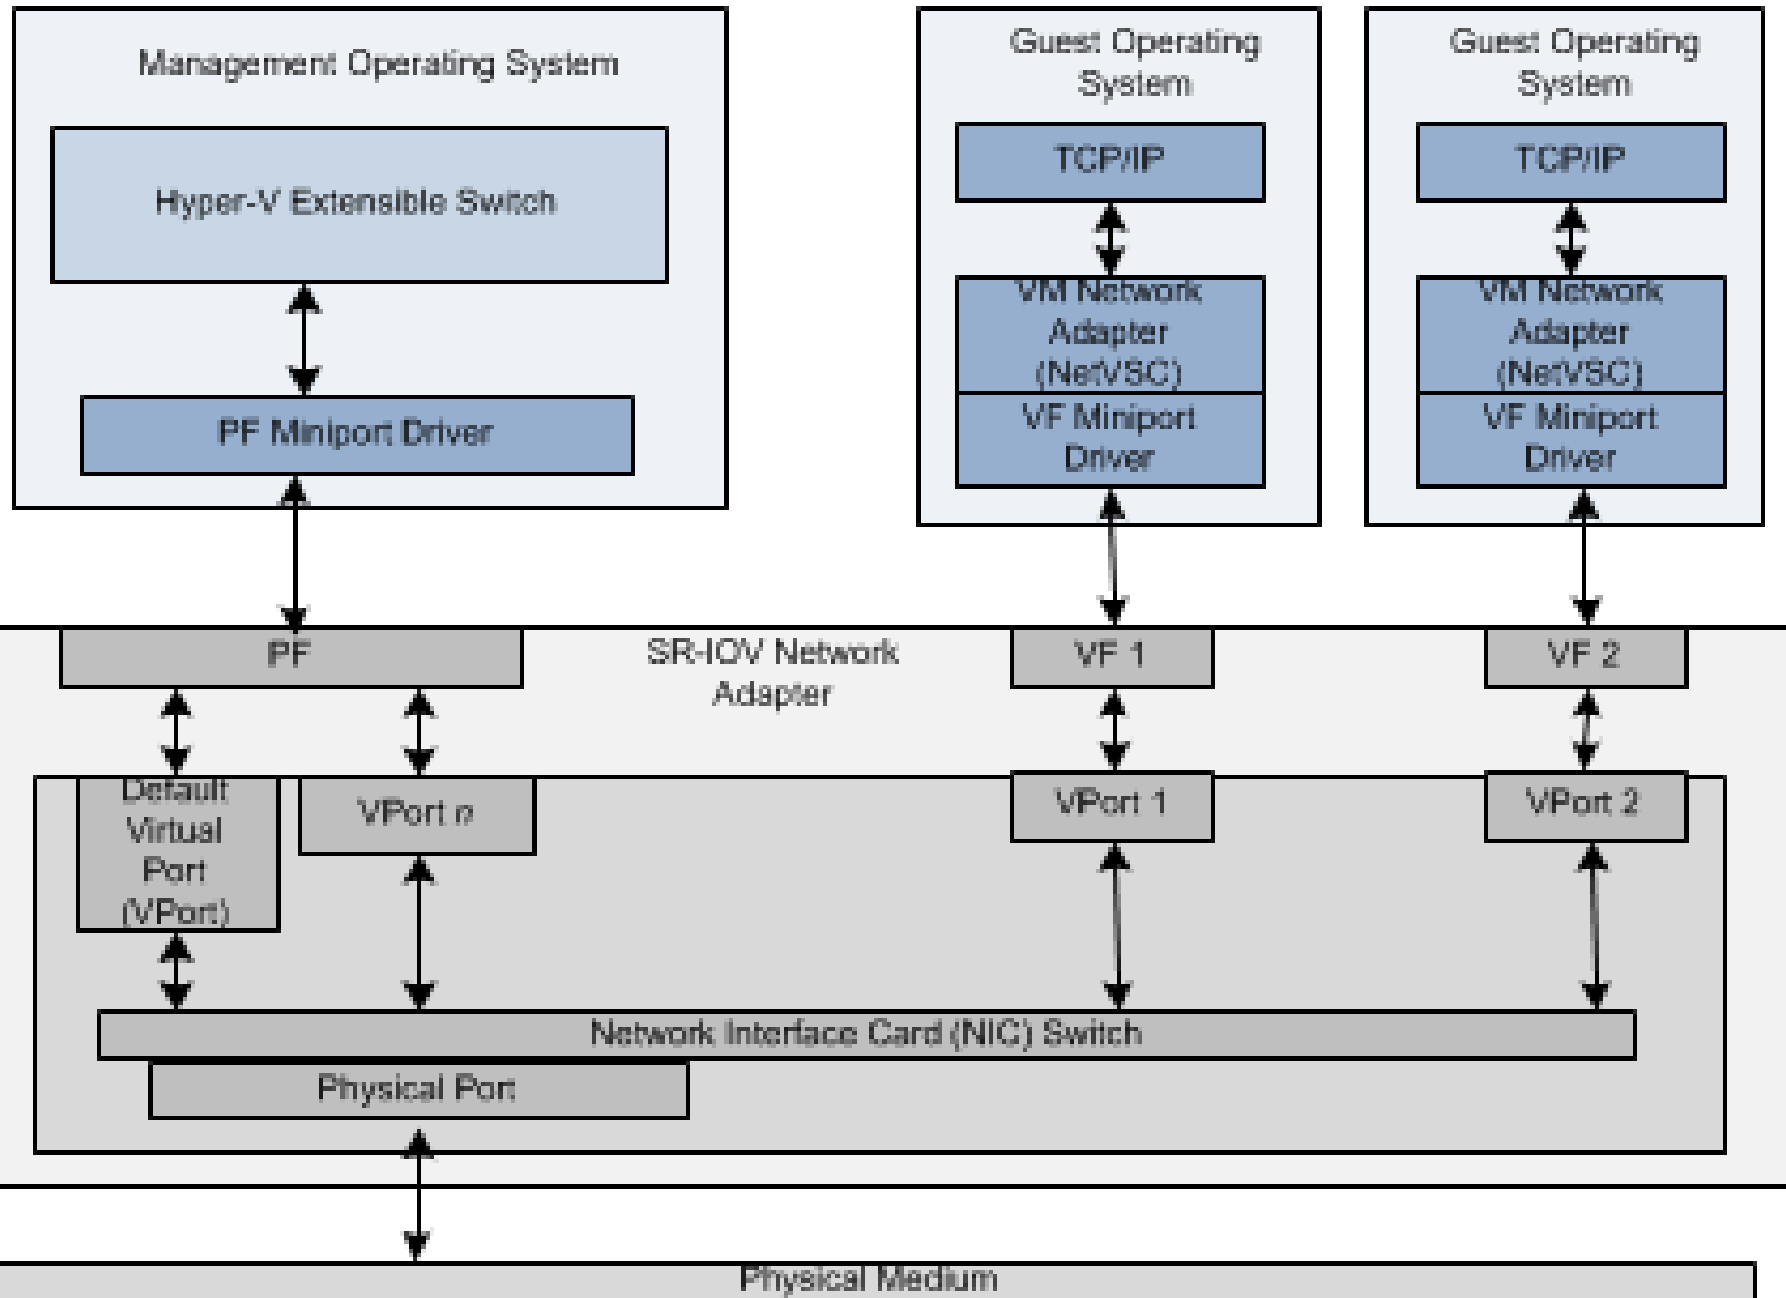 Management Operating System
Hyper-V Extensible Switch
PF Miniport Driver
Guest Operating
System
TCP/IP
VM Network
Adapter
(NetVSC)
VF Miniport
Driver
Guest Operating
System
TCP/IP
VM Network
Adapter
(NetVSC)
VF Miniport
Driver
PF
SR-IOV Network
Adapter
VF 1
VF 2
Default
Virtual
Port
(VPort)
VPort n
VPort 1
VPort 2
Network Interface Card (NIC) Switch
Physical Port
Physical Medium